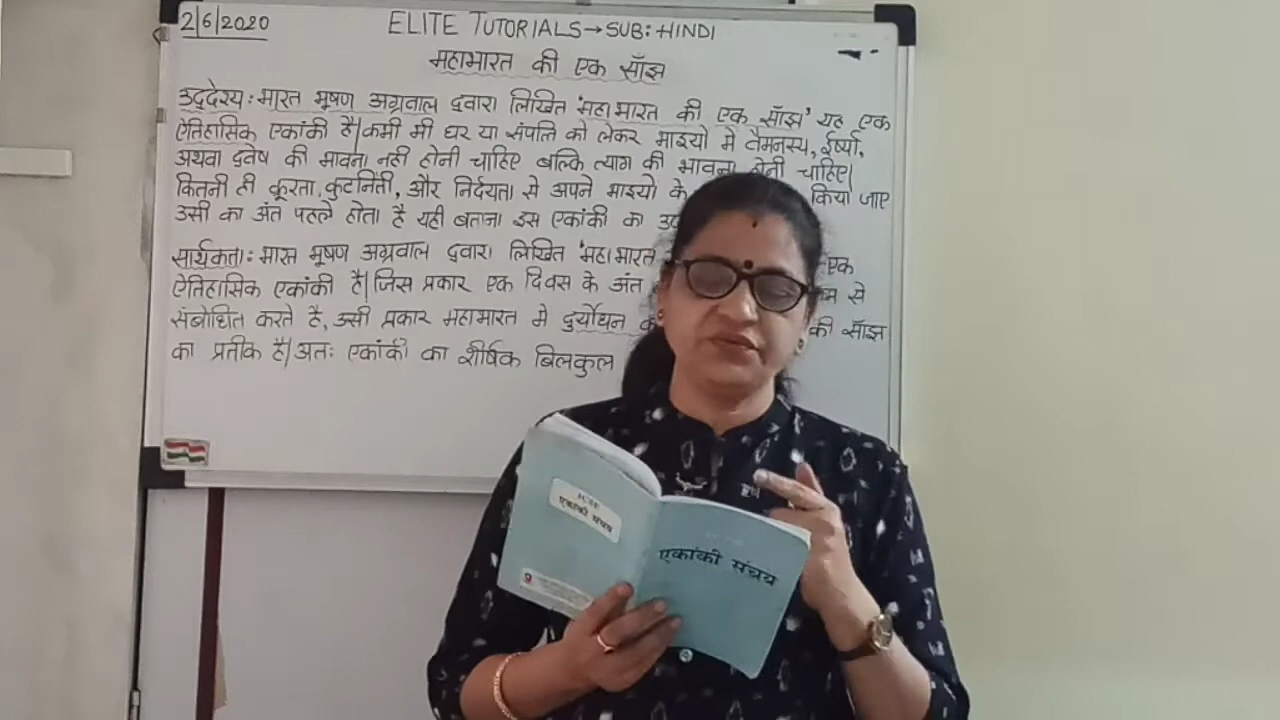 2/6/2020
ELITE TUTORIALS→SUB: HINDI
महाभारत की एक साँझ
उद्देश्य: भारत भूषण अग्रवाल द्वारा लिखित 'महाभारत की एक साँझ' यह एक
ऐतिहासिक एकांकी है|कभी भी घर या संपति को लेकर भाइयो मे वैमनस्य, ईर्ष्या,
अथवा द्वेष की भावना नही होनी चाहिए बल्कि त्याग की भावना होनी चाहिए|
कितनी ही क्रूरता, कुटनिती, और निर्दयता से अपने भाइयो के किया जाए
उसी का अंत पहले होता है यही बताना इस एकांकी का
सार्थकता: भारत भूषण अग्रवाल द्वारा लिखित 'महाभारत एक
ऐतिहासिक एकांकी है|जिस प्रकार एक दिवस के अंत से
संबोधित करते है, उसी प्रकार महाभारत मे दुर्योधन की साँझ
का प्रतीक है|अतः एकांकी का शीर्षक बिलकुल
एकांकी संचय
एकांकी संचय